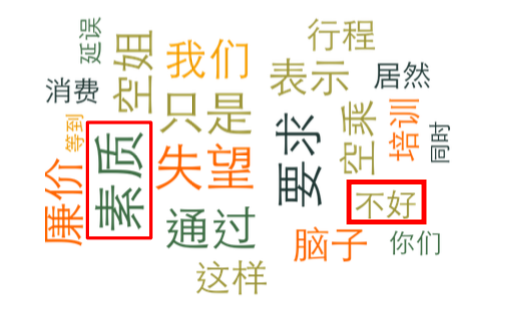 延误
空姐
我们
行程
消费
表示
居然
等到
只是
空乘
培训
同时
廉价
素质
失望
要求
不好
通过
脑子
你们
这样